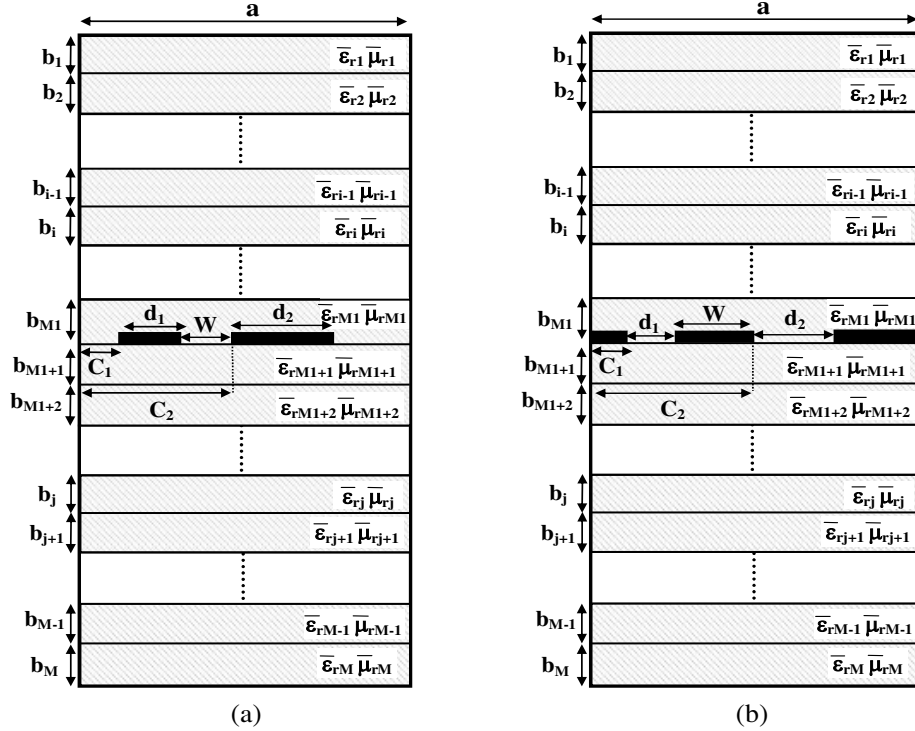 a
b1
ε̅r1 μ̅r1
b2
ε̅r2 μ̅r2
bi-1
ε̅ri-1 μ̅ri-1
bi
ε̅ri μ̅ri
bM1
d1
W
d2
ε̅rM1 μ̅rM1
C1
bM1+1
ε̅rM1+1 μ̅rM1+1
bM1+2
C2
ε̅rM1+2 μ̅rM1+2
bj
ε̅rj μ̅rj
bj+1
ε̅rj+1 μ̅rj+1
bM-1
ε̅rM-1 μ̅rM-1
bM
ε̅rM μ̅rM
(a)
a
b1
ε̅r1 μ̅r1
b2
ε̅r2 μ̅r2
bi-1
ε̅ri-1 μ̅ri-1
bi
ε̅ri μ̅ri
bM1
d1
W
d2
ε̅rM1 μ̅rM1
C1
bM1+1
ε̅rM1+1 μ̅rM1+1
bM1+2
C2
ε̅rM1+2 μ̅rM1+2
bj
ε̅rj μ̅rj
bj+1
ε̅rj+1 μ̅rj+1
bM-1
ε̅rM-1 μ̅rM-1
bM
ε̅rM μ̅rM
(b)